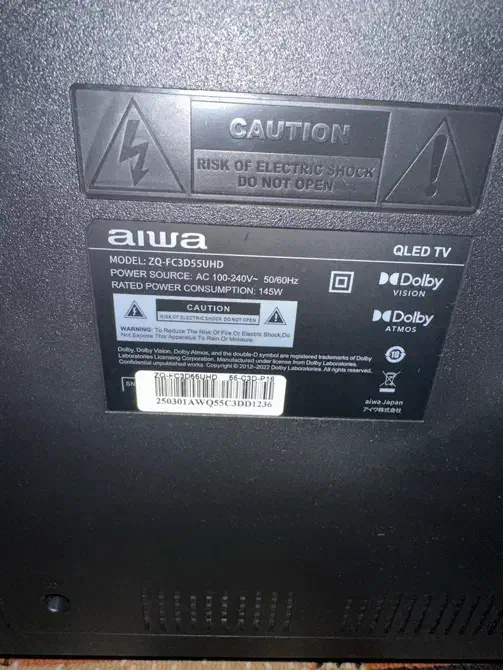 CAUTION
RISK OF ELECTRIC SHOCK
DO NOT OPEN
aiwa
QLED TV
MODEL: ZQ-FC3D55UHD
POWER SOURCE: AC 100-240V~ 50/60Hz
RATED POWER CONSUMPTION: 145W
Dolby
VISION
CAUTION
RISK OF ELECTRIC SHOCK DO NOT OPEN
WARNING: To Reduce The Risk Of Fire Or Electric Shock,Do
Not Expose This Apparatus To Rain Or Moisture.
Dolby
ATMOS
Dolby, Dolby Vision, Dolby Atmos, and the double-D symbol are registered trademarks of Dolby
Laboratories Licensing Corporation. Manufactured under license from Dolby Laboratories.
Confidential unpublished works. Copyright © 2012-2022 Dolby Laboratories. All rights reserved.
10
SN
ZQ-FC3D55UHD 55-C3D-P16
250301AWQ55C3DD1236
aiwa Japan
アイワ株式会社